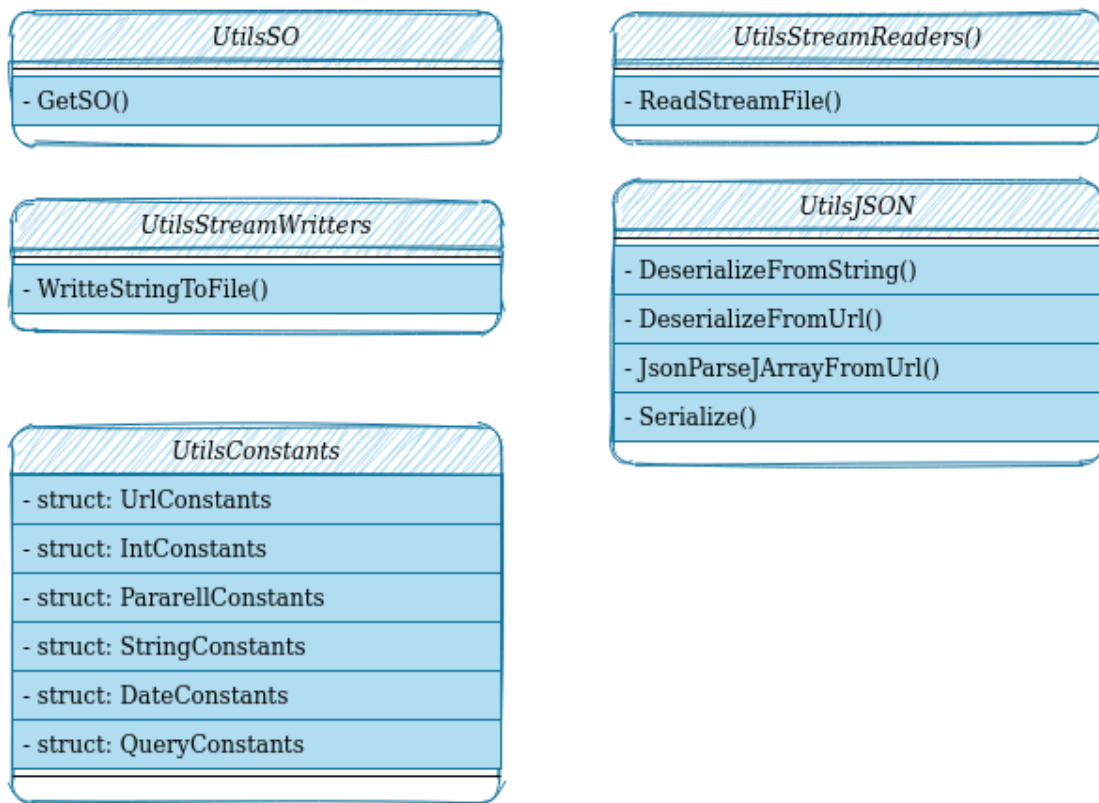 UtilsSO
- GetSO()
UtilsStreamReaders()
- ReadStreamFile()
UtilsStreamWritters
- WritteStringToFile()
UtilsJSON
- DeserializeFromString()
- DeserializeFromUrl()
- JsonParseJArrayFromUrl()
- Serialize()
UtilsConstants
- struct: UrlConstants
- struct: IntConstants
- struct: PararellConstants
- struct: StringConstants
- struct: DateConstants
- struct: QueryConstants